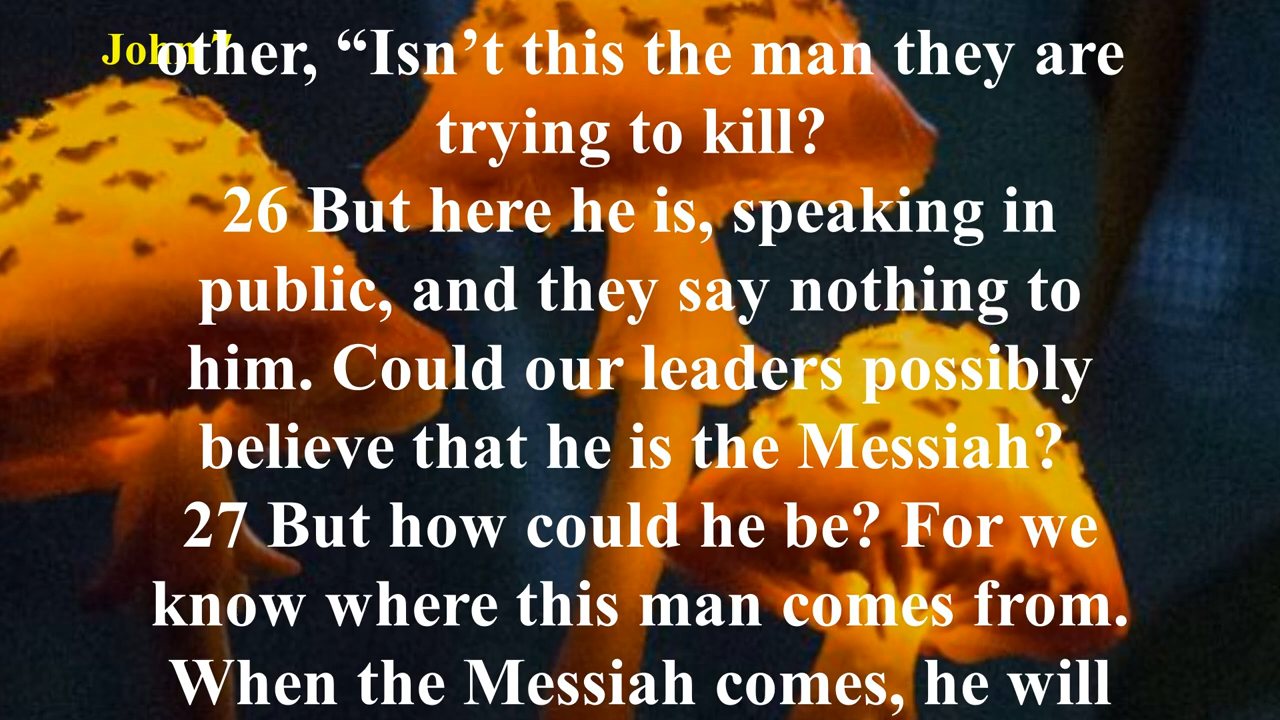 John 7
other, “Isn’t this the man they are
trying to kill?
26 But here he is, speaking in
public, and they say nothing to
him. Could our leaders possibly
believe that he is the Messiah?
27 But how could he be? For we
know where this man comes from.
When the Messiah comes, he will